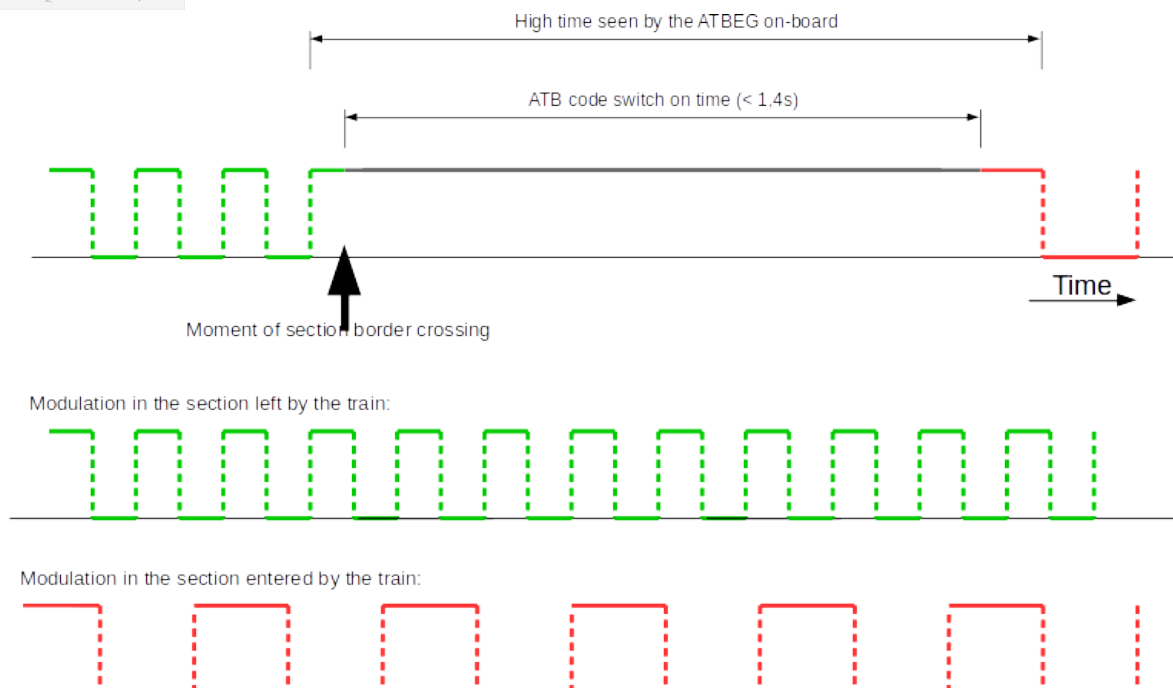 High time seen by the ATBEG on-board
ATB code switch on time (< 1,4s)
Time
Moment of section border crossing
Modulation in the section left by the train:
Modulation in the section entered by the train: